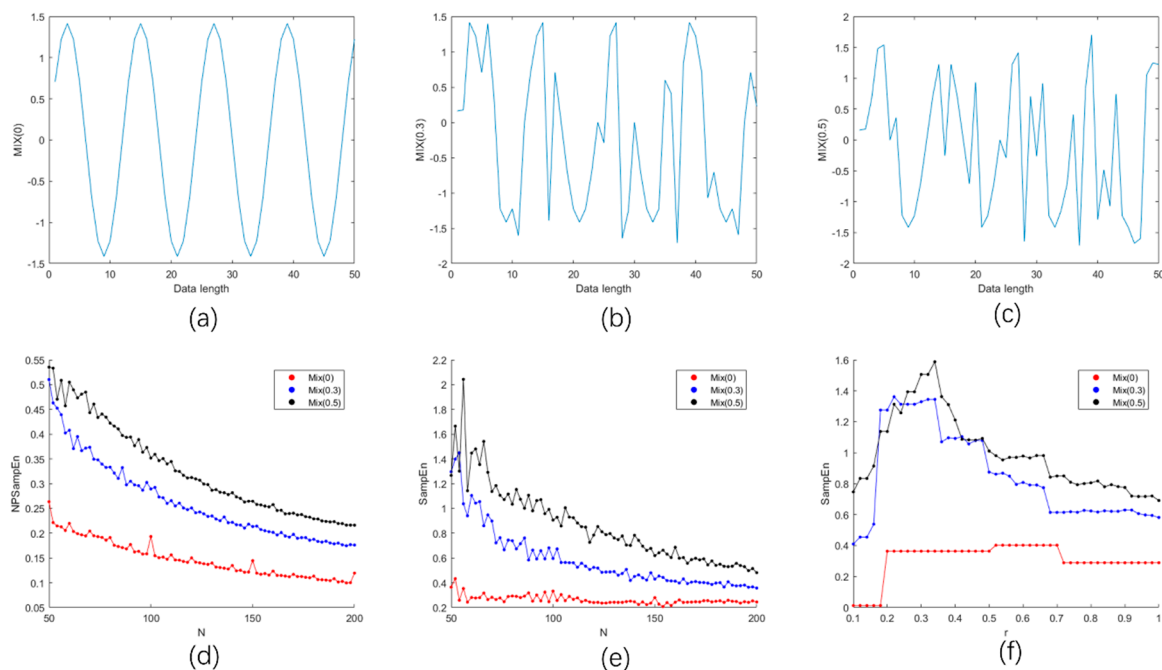 MIX(0)
1.5
1
0.5
0
-0.5
-1
-1.5
0 10 20 30 40 50
Data length
(a)
MIX(0.3)
1.5
1
0.5
0
-0.5
-1
-1.5
-2
0 10 20 30 40 50
Data length
(b)
MIX(0.5)
2
1.5
1
0.5
0
-0.5
-1
-1.5
-2
0 10 20 30 40 50
Data length
(c)
NPSampEn
0.55
0.5
0.45
0.4
0.35
0.3
0.25
0.2
0.15
0.1
0.05
Mix(0)
Mix(0.3)
Mix(0.5)
50 100 150 200
N
(d)
SampEn
2.2
2
1.8
1.6
1.4
1.2
1
0.8
0.6
0.4
0.2
Mix(0)
Mix(0.3)
Mix(0.5)
50 100 150 200
N
(e)
SampEn
1.6
1.4
1.2
1
0.8
0.6
0.4
0.2
0
Mix(0)
Mix(0.3)
Mix(0.5)
0.1 0.2 0.3 0.4 0.5 0.6 0.7 0.8 0.9 1
r
(f)